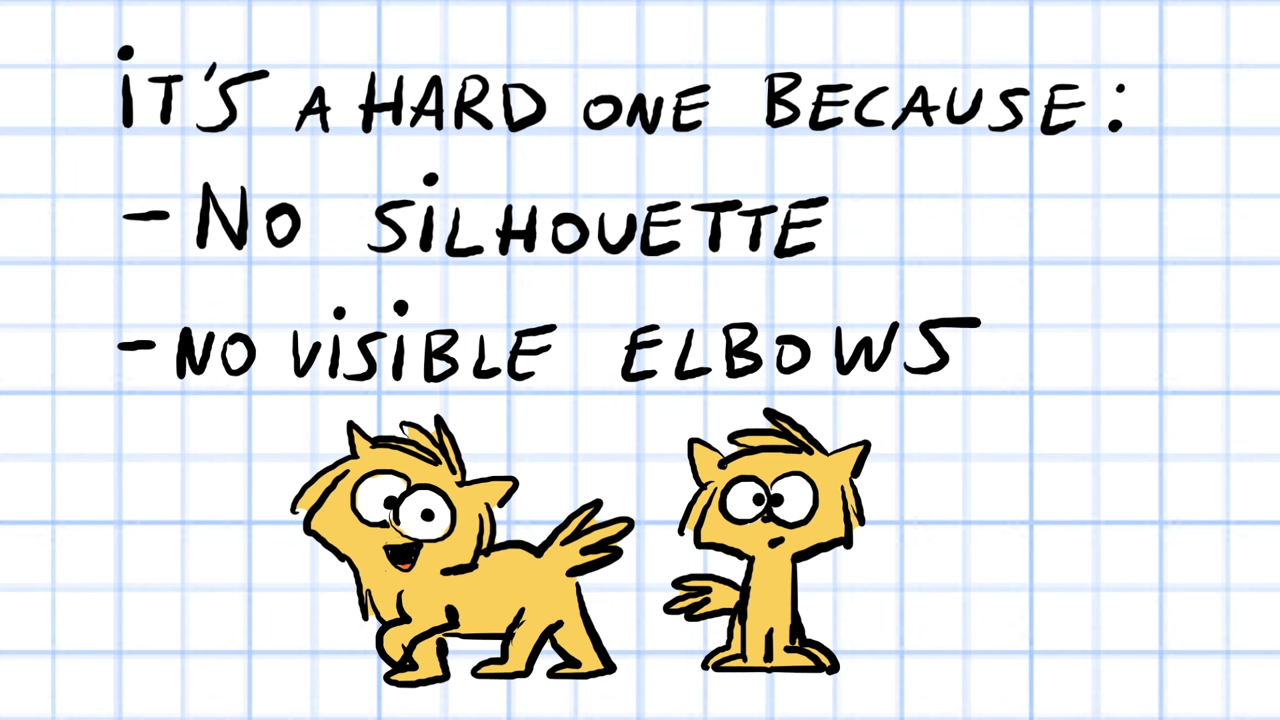 iT'S A HARD ONE BECAUSE:
- NO SiLHOUETTE
- NO ViSiBLE ELBOWS